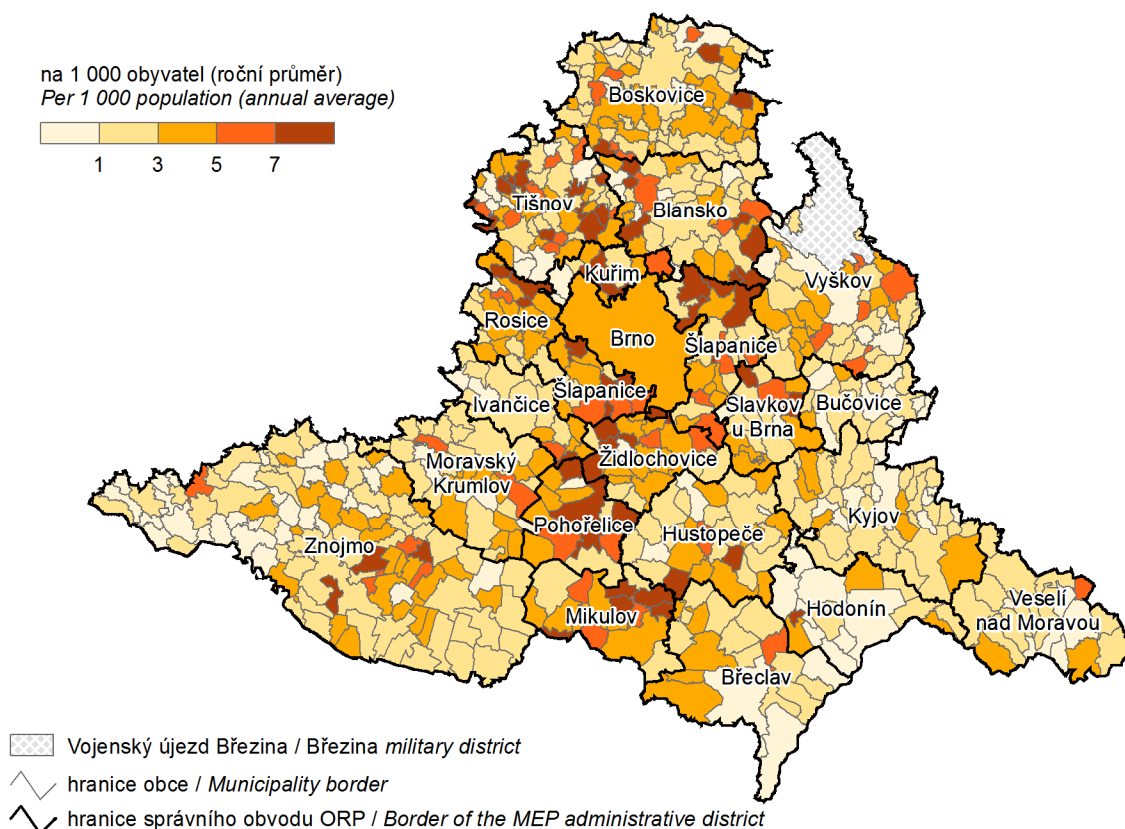 na 1 000 obyvatel (roční průměr)
Per 1 000 population (annual average)
1 3 5 7
Boskovice
Tišnov
Blansko
Kuřim
Vyškov
Rosice
Brno
Šlapanice
Šlapanice
Ivančice
Slavkov
u Brna
Bučovice
Židlochovice
Moravský
Krumlov
Pohořelice
Hustopeče
Kyjov
Znojmo
Mikulov
Hodonín
Veselí
nad Moravou
Břeclav
Vojenský újezd Březina / Březina military district
hranice obce / Municipality border
hranice správního obvodu ORP / Border of the MEP administrative district